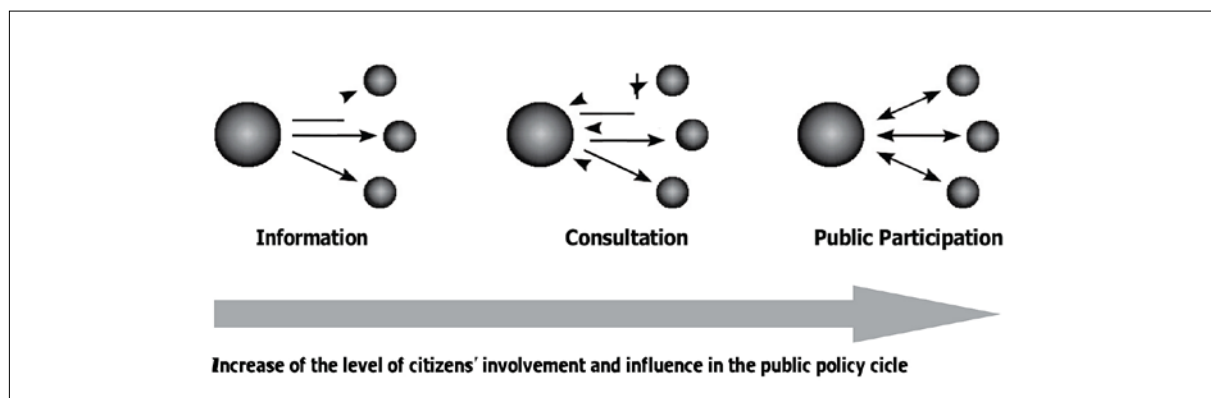 Information
Consultation
Public Participation
Increase of the level of citizens' involvement and influence in the public policy cicle